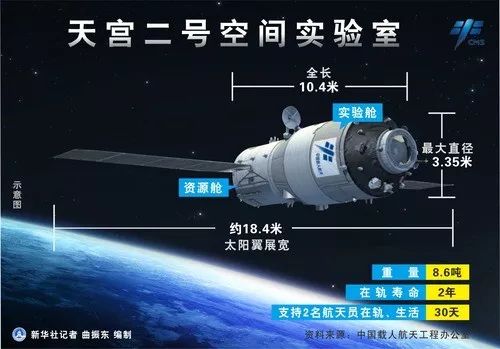 天宫二号空间实验室
CMS
全长
10.4米
实验舱
最大直径
3.35米
资源舱
示意图
约18.4米
太阳翼展宽
重量 8.6吨
在轨寿命 2年
支持2名航天员在轨、生活 30天
新华社记者 曲振东 编制
资料来源：中国载人航天工程办公室